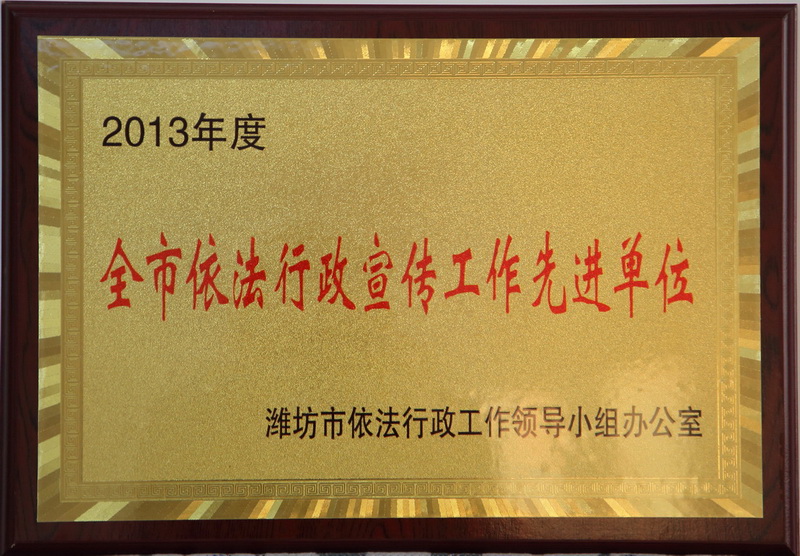 2013年度
全市依法行政宣传工作先进单位
潍坊市依法行政工作领导小组办公室